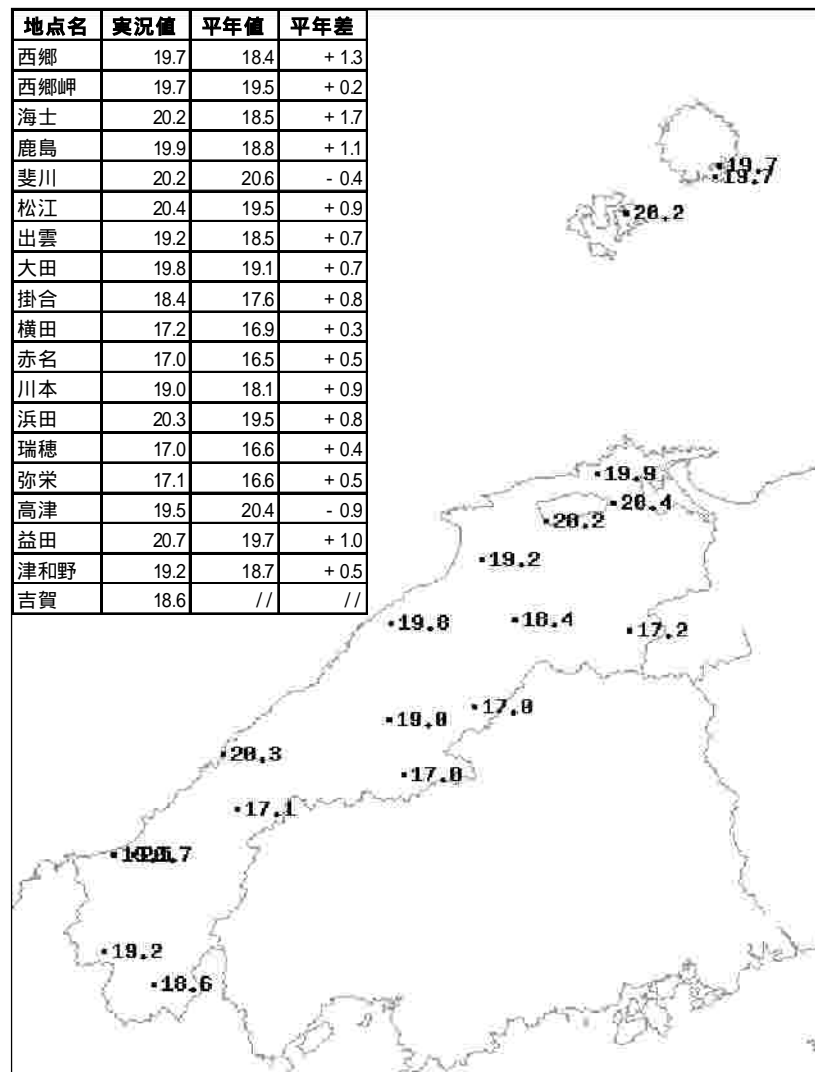 地点名 実況値 平年値 平年差
西郷 19.7 18.4 + 1.3
西郷岬 19.7 19.5 + 0.2
海士 20.2 18.5 + 1.7
鹿島 19.9 18.8 + 1.1
斐川 20.2 20.6 - 0.4
松江 20.4 19.5 + 0.9
出雲 19.2 18.5 + 0.7
大田 19.8 19.1 + 0.7
掛合 18.4 17.6 + 0.8
横田 17.2 16.9 + 0.3
赤名 17.0 16.5 + 0.5
川本 19.0 18.1 + 0.9
浜田 20.3 19.5 + 0.8
瑞穂 17.0 16.6 + 0.4
弥栄 17.1 16.6 + 0.5
高津 19.5 20.4 - 0.9
益田 20.7 19.7 + 1.0
津和野 19.2 18.7 + 0.5
吉賀 18.6 // //
19.7
19.7
20.2
19.9
20.4
20.2
19.2
19.8
18.4
17.2
17.0
19.0
20.3
17.0
17.1
19.2
18.6